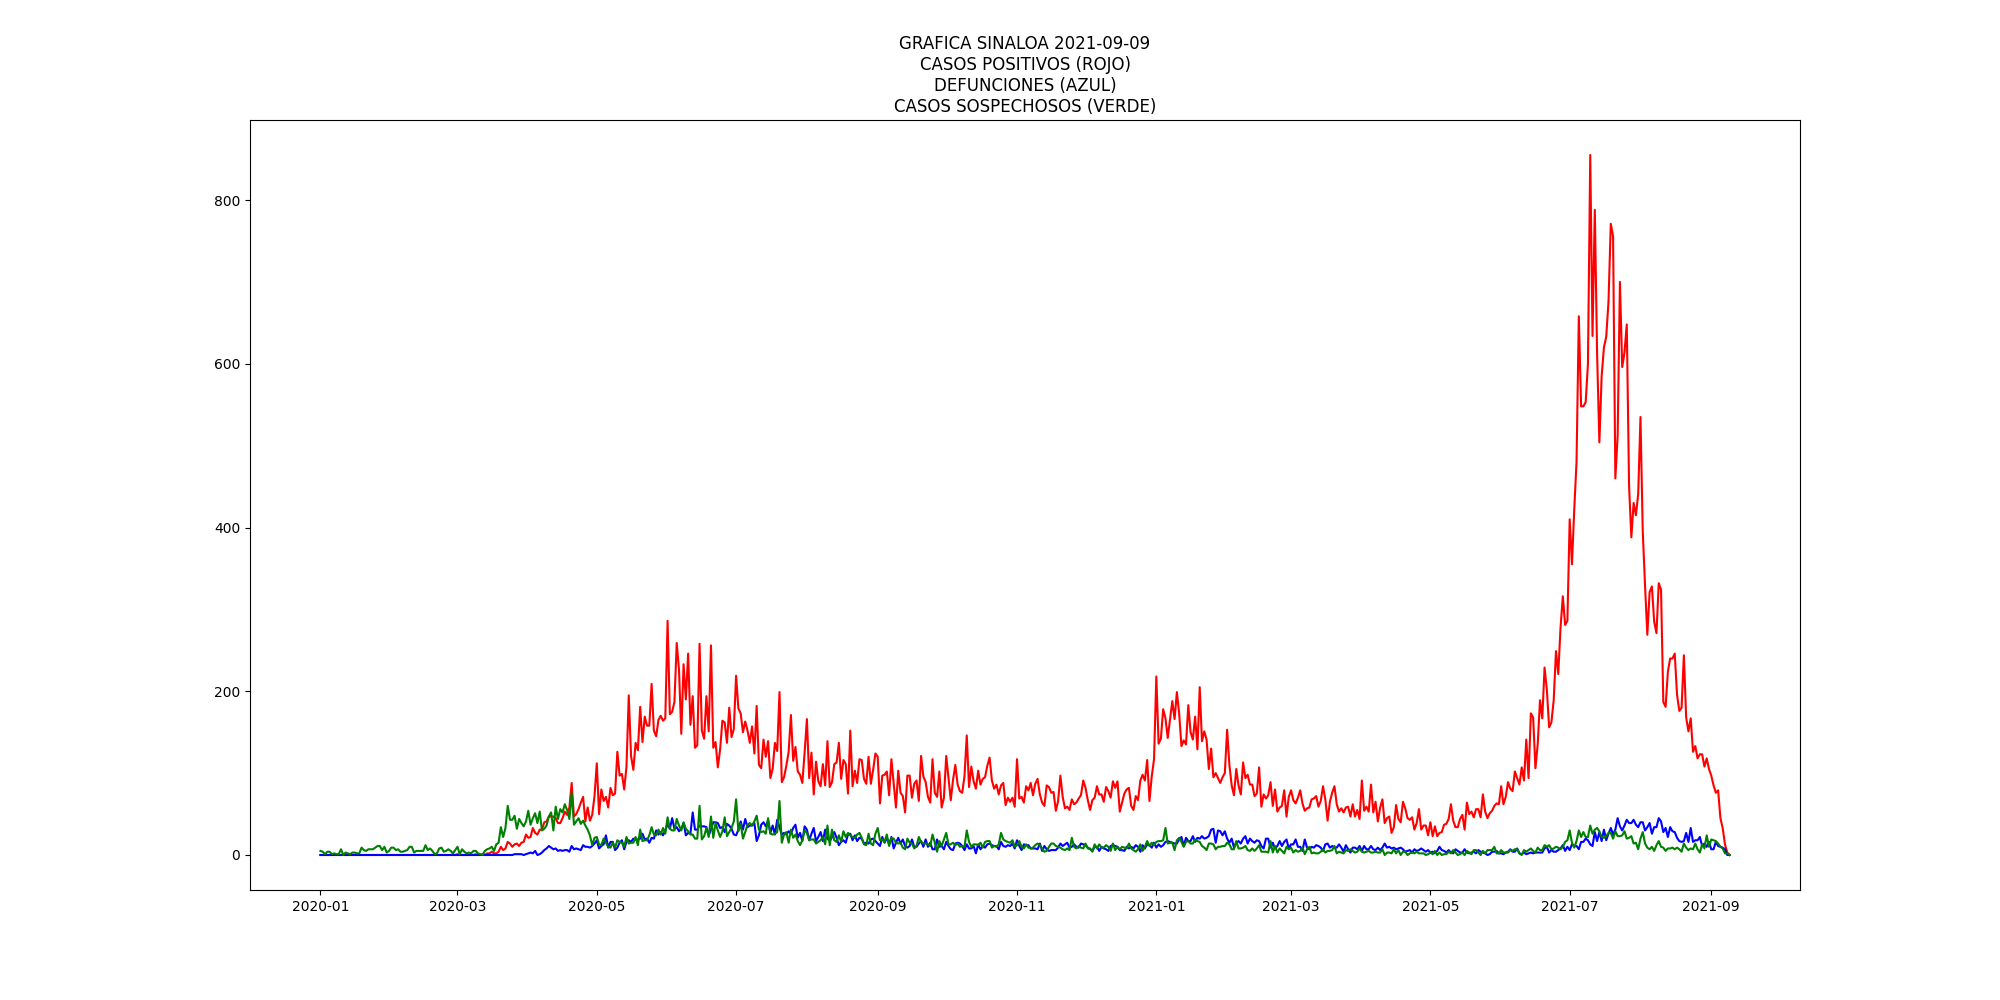 GRAFICA SINALOA 2021-09-09
CASOS POSITIVOS (ROJO)
DEFUNCIONES (AZUL)
CASOS SOSPECHOSOS (VERDE)
800
600
400
200
0
2020-01 2020-03 2020-05 2020-07 2020-09 2020-11 2021-01 2021-03 2021-05 2021-07 2021-09